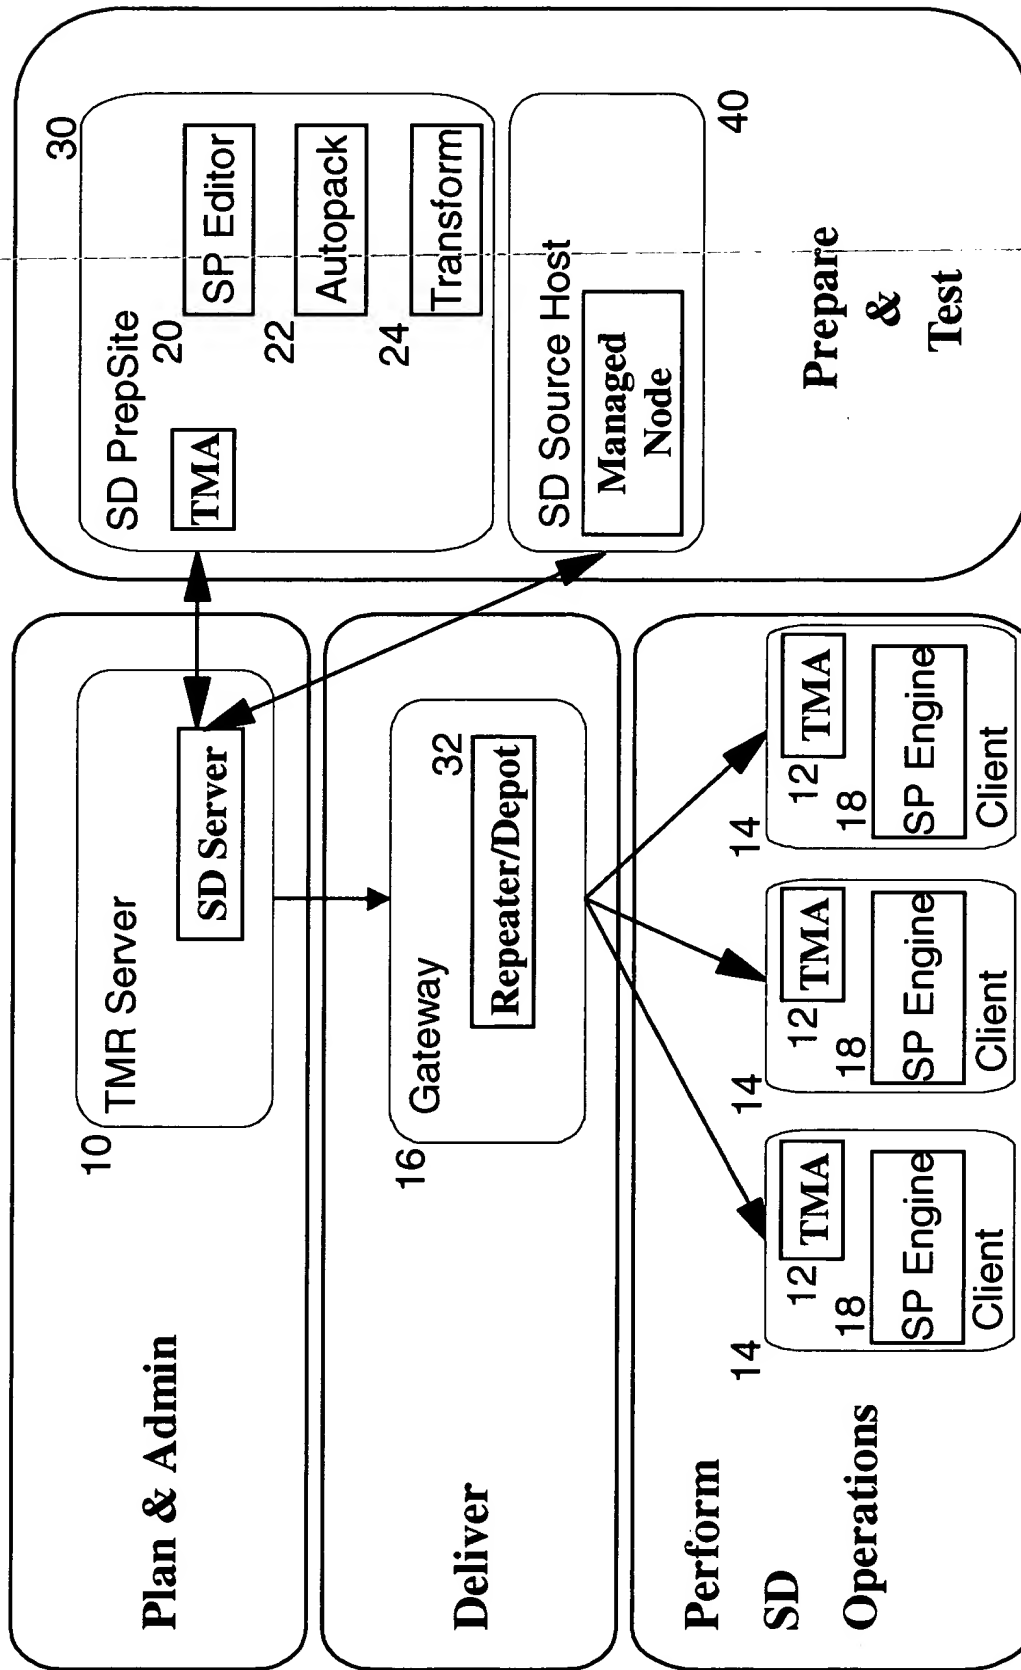 Plan & Admin
10
TMR Server
SD Server
Deliver
16
Gateway
32
Repeater/Depot
Perform
SD
Operations
14
12
TMA
18
SP Engine
Client
14
12
TMA
18
SP Engine
Client
14
12
TMA
18
SP Engine
Client
30
SD PrepSite
TMA
20
SP Editor
22
Autopack
24
Transform
SD Source Host
Managed
Node
40
Prepare
&
Test